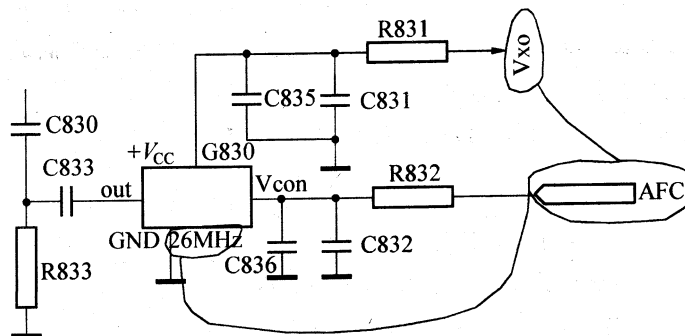 R831
Vxo
C835
C831
C830
+VCC
G830
C833
out
Vcon
R832
AFC
GND
26MHz
C836
C832
R833